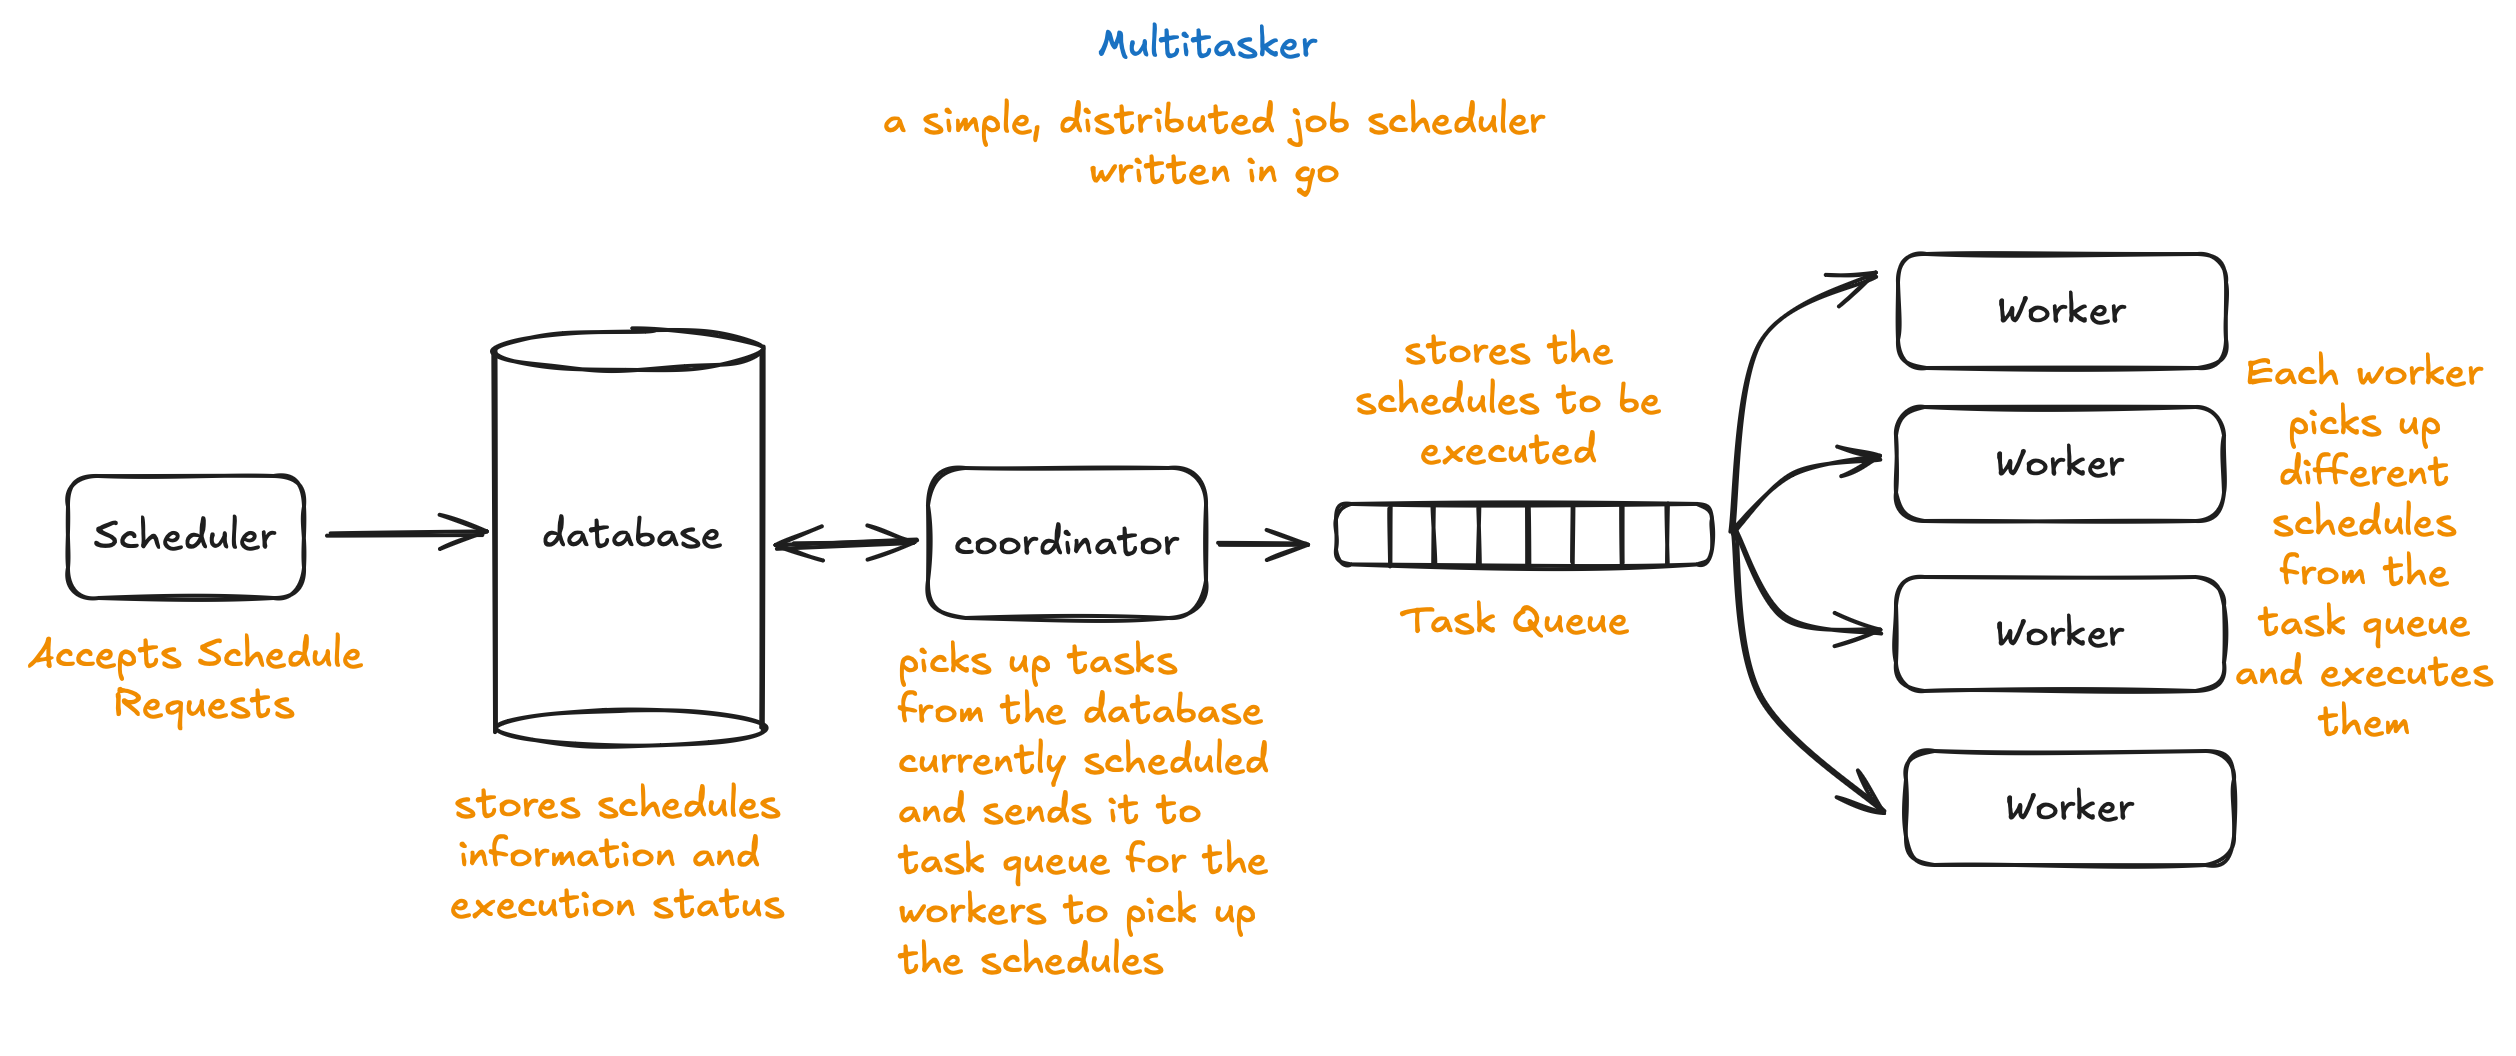 Multitasker
a simple, distributed job scheduler
written in go
Scheduler
Accepts Schedule
Requests
database
stores schedules
information and
execution status
coordinator
picks up tasks
from the database
currently scheduled
and sends it to
task queue for the
workers to pick up
the schedules
stores the
schedules to be
executed
Task Queue
Worker
Worker
Worker
Worker
Each worker
picks up
different
schedules
from the
task queue
and executes
them